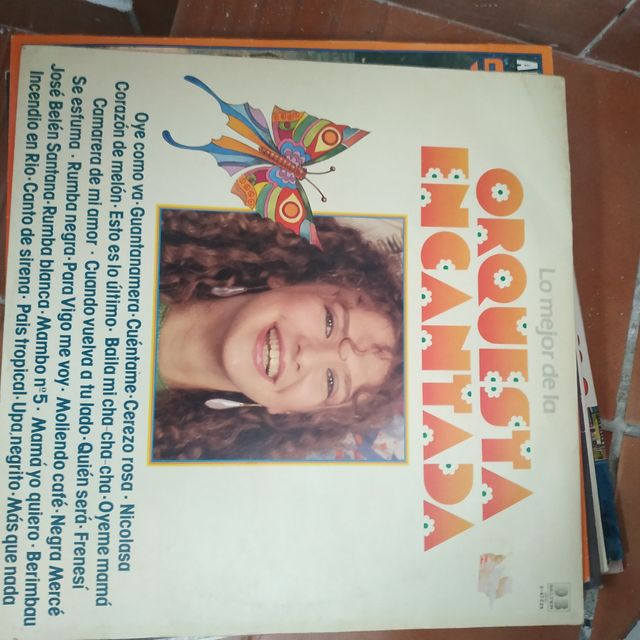 Lo mejor de la
ORQUESTA
ENCANTADA
Oye como va · Guantanamera · Cuéntame · Cerezo rosa · Nicolasa
Corazón de melón · Esto es lo último · Baila mi cha-cha-cha · Oyeme mamá
Camarera de mi amor · Cuando vuelva a tu lado · Quién será · Frenesí
Se esfuma · Rumba negra · Para Vigo me voy · Moliendo café · Negra Mercé
José Belén Santana · Rumba blanca · Mambo nº 5 · Mamá yo quiero · Berimbau
Incendio en Río · Canto de sirena · País tropical · Upa, negrito · Más que nada